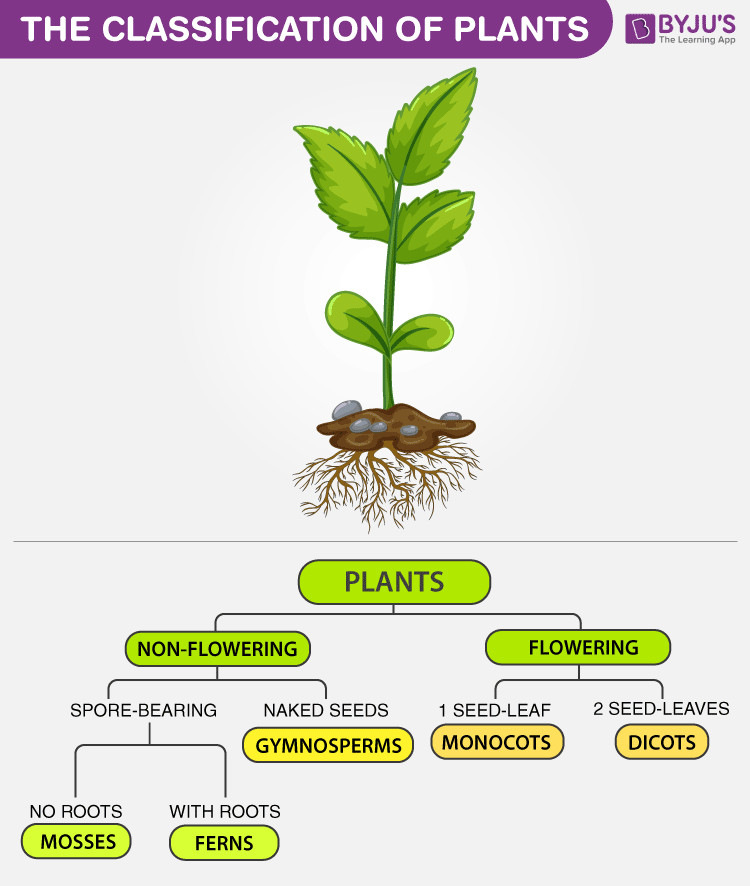 THE CLASSIFICATION OF PLANTS
BYJU'S
The Learning App
PLANTS
NON-FLOWERING
FLOWERING
SPORE-BEARING
NAKED SEEDS
GYMNOSPERMS
1 SEED-LEAF
MONOCOTS
2 SEED-LEAVES
DICOTS
NO ROOTS
MOSSES
WITH ROOTS
FERNS